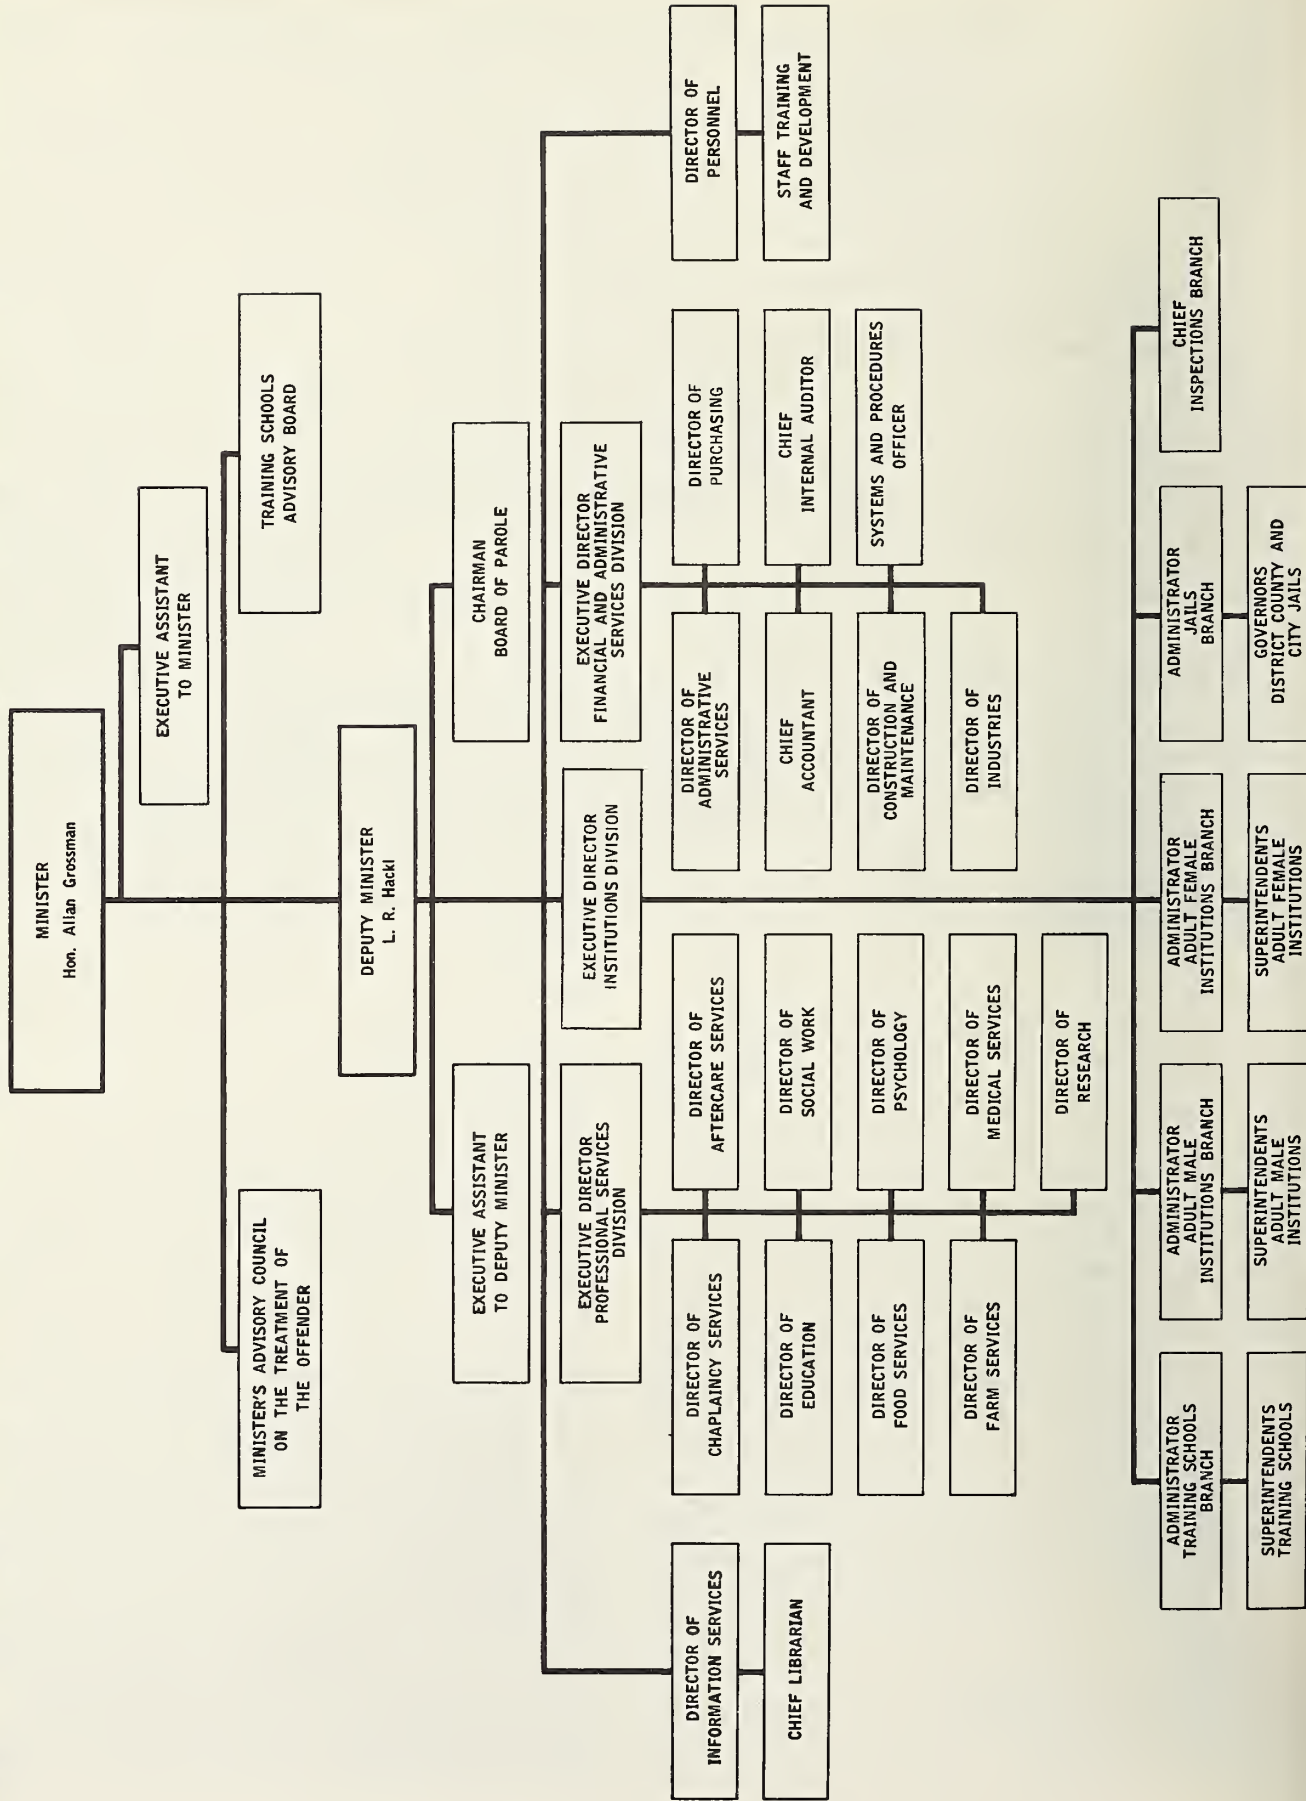 MINISTER
Hon. Allan Grossman
EXECUTIVE ASSISTANT
TO MINISTER
MINISTER'S ADVISORY COUNCIL
ON THE TREATMENT OF
THE OFFENDER
TRAINING SCHOOLS
ADVISORY BOARD
DEPUTY MINISTER
L. R. Hackl
EXECUTIVE ASSISTANT
TO DEPUTY MINISTER
CHAIRMAN
BOARD OF PAROLE
EXECUTIVE DIRECTOR
PROFESSIONAL SERVICES
DIVISION
EXECUTIVE DIRECTOR
INSTITUTIONS DIVISION
EXECUTIVE DIRECTOR
FINANCIAL AND ADMINISTRATIVE
SERVICES DIVISION
DIRECTOR OF
INFORMATION SERVICES
DIRECTOR OF
CHAPLAINCY SERVICES
DIRECTOR OF
AFTERCARE SERVICES
DIRECTOR OF
ADMINISTRATIVE
SERVICES
DIRECTOR OF
PURCHASING
DIRECTOR OF
PERSONNEL
CHIEF LIBRARIAN
DIRECTOR OF
EDUCATION
DIRECTOR OF
SOCIAL WORK
CHIEF
ACCOUNTANT
CHIEF
INTERNAL AUDITOR
STAFF TRAINING
AND DEVELOPMENT
DIRECTOR OF
FOOD SERVICES
DIRECTOR OF
PSYCHOLOGY
DIRECTOR OF
CONSTRUCTION AND
MAINTENANCE
SYSTEMS AND PROCEDURES
OFFICER
DIRECTOR OF
FARM SERVICES
DIRECTOR OF
MEDICAL SERVICES
DIRECTOR OF
INDUSTRIES
DIRECTOR OF
RESEARCH
ADMINISTRATOR
TRAINING SCHOOLS
BRANCH
ADMINISTRATOR
ADULT MALE
INSTITUTIONS BRANCH
ADMINISTRATOR
ADULT FEMALE
INSTITUTIONS BRANCH
ADMINISTRATOR
JAILS
BRANCH
CHIEF
INSPECTIONS BRANCH
SUPERINTENDENTS
TRAINING SCHOOLS
SUPERINTENDENTS
ADULT MALE
INSTITUTIONS
SUPERINTENDENTS
ADULT FEMALE
INSTITUTIONS
GOVERNORS
DISTRICT COUNTY AND
CITY JAILS